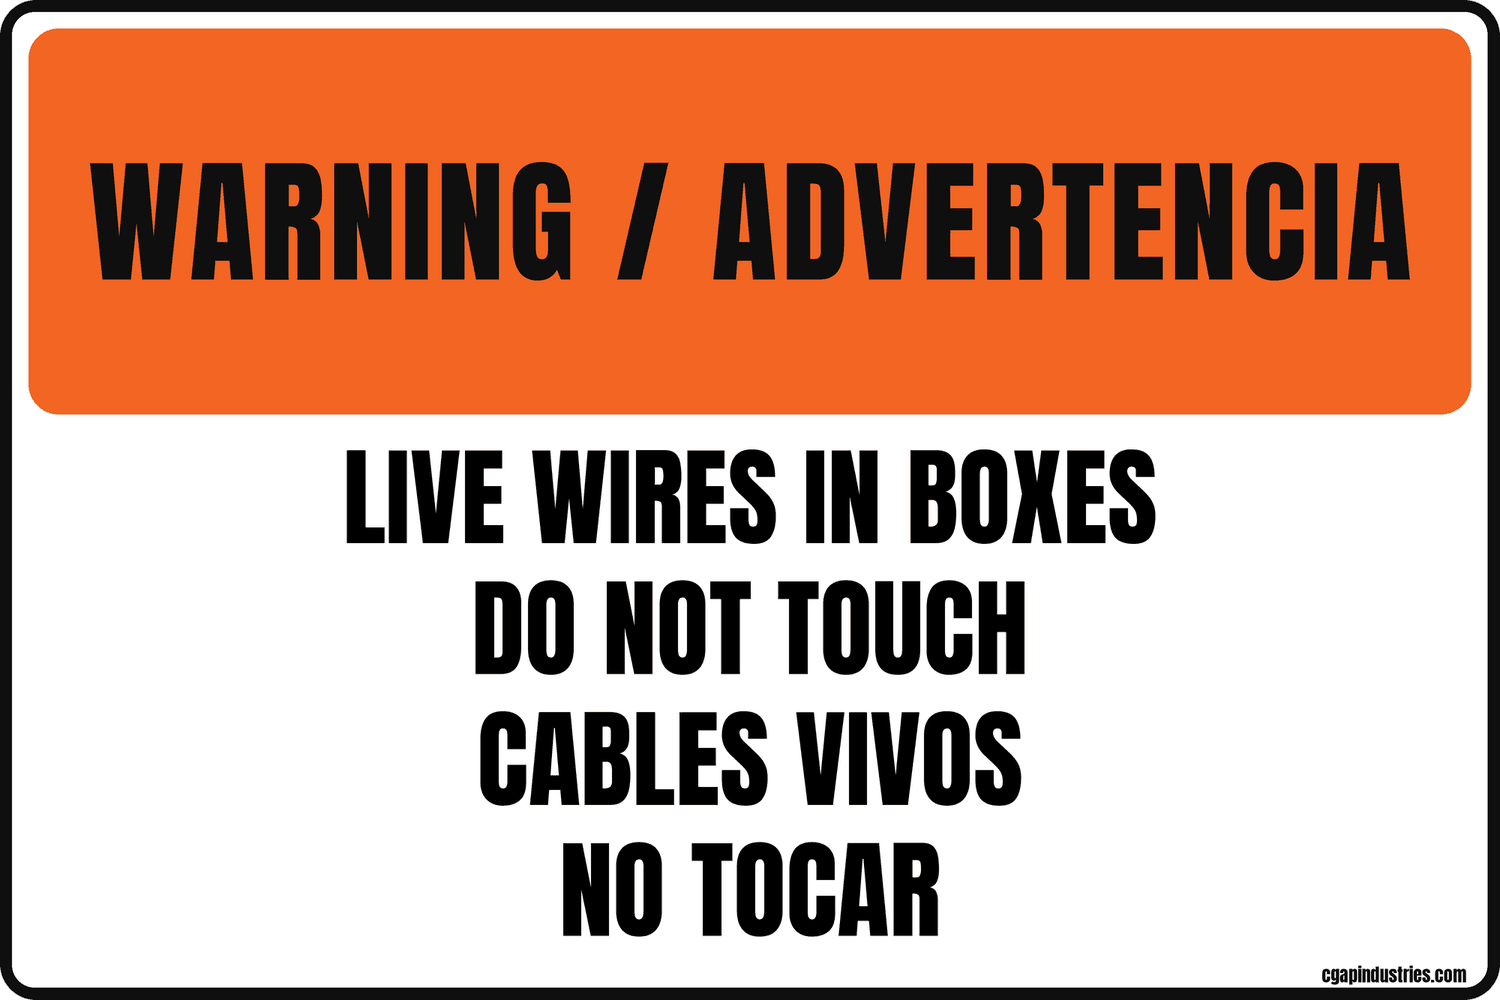 WARNING / ADVERTENCIA
LIVE WIRES IN BOXES
DO NOT TOUCH
CABLES VIVOS
NO TOCAR
cgapindustries.com